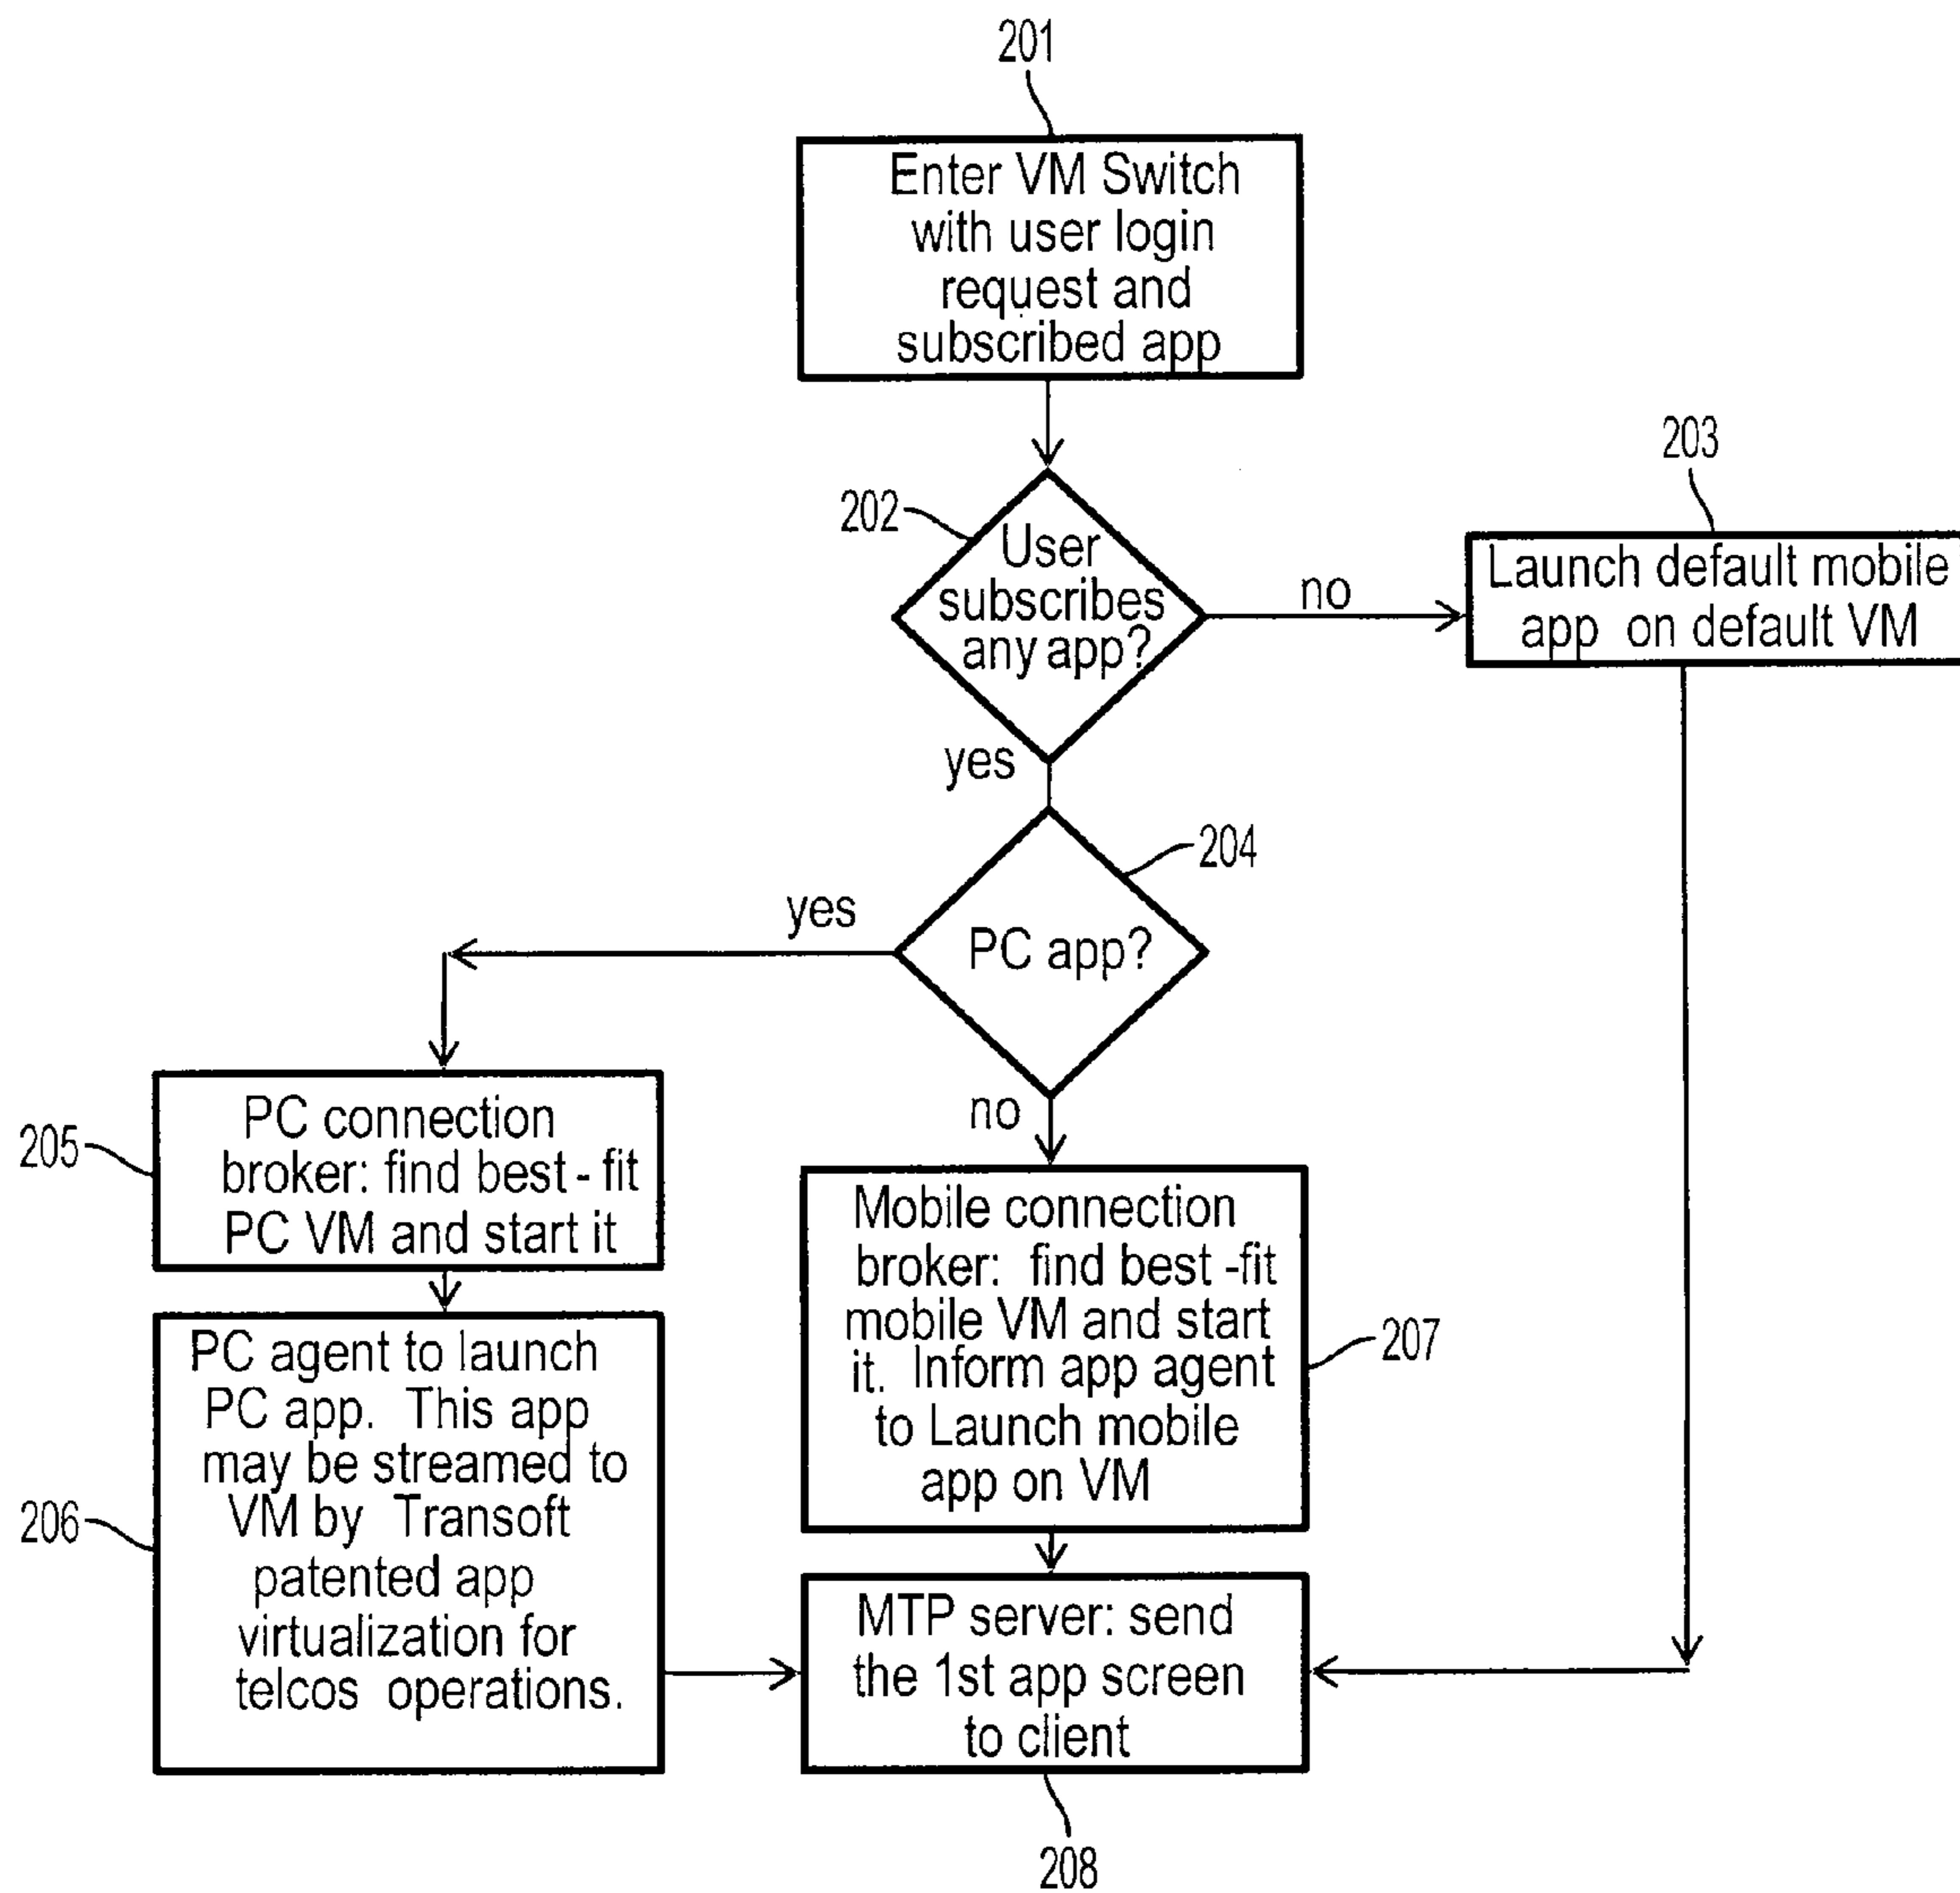 201
Enter VM Switch
with user login
request and
subscribed app
202
User
subscribes
any app?
no
203
Launch default mobile
app on default VM
yes
204
PC app?
yes
no
205
PC connection
broker: find best - fit
PC VM and start it
206
PC agent to launch
PC app. This app
may be streamed to
VM by Transoft
patented app
virtualization for
telcos operations.
207
Mobile connection
broker: find best -fit
mobile VM and start
it. Inform app agent
to Launch mobile
app on VM
MTP server: send
the 1st app screen
to client
208